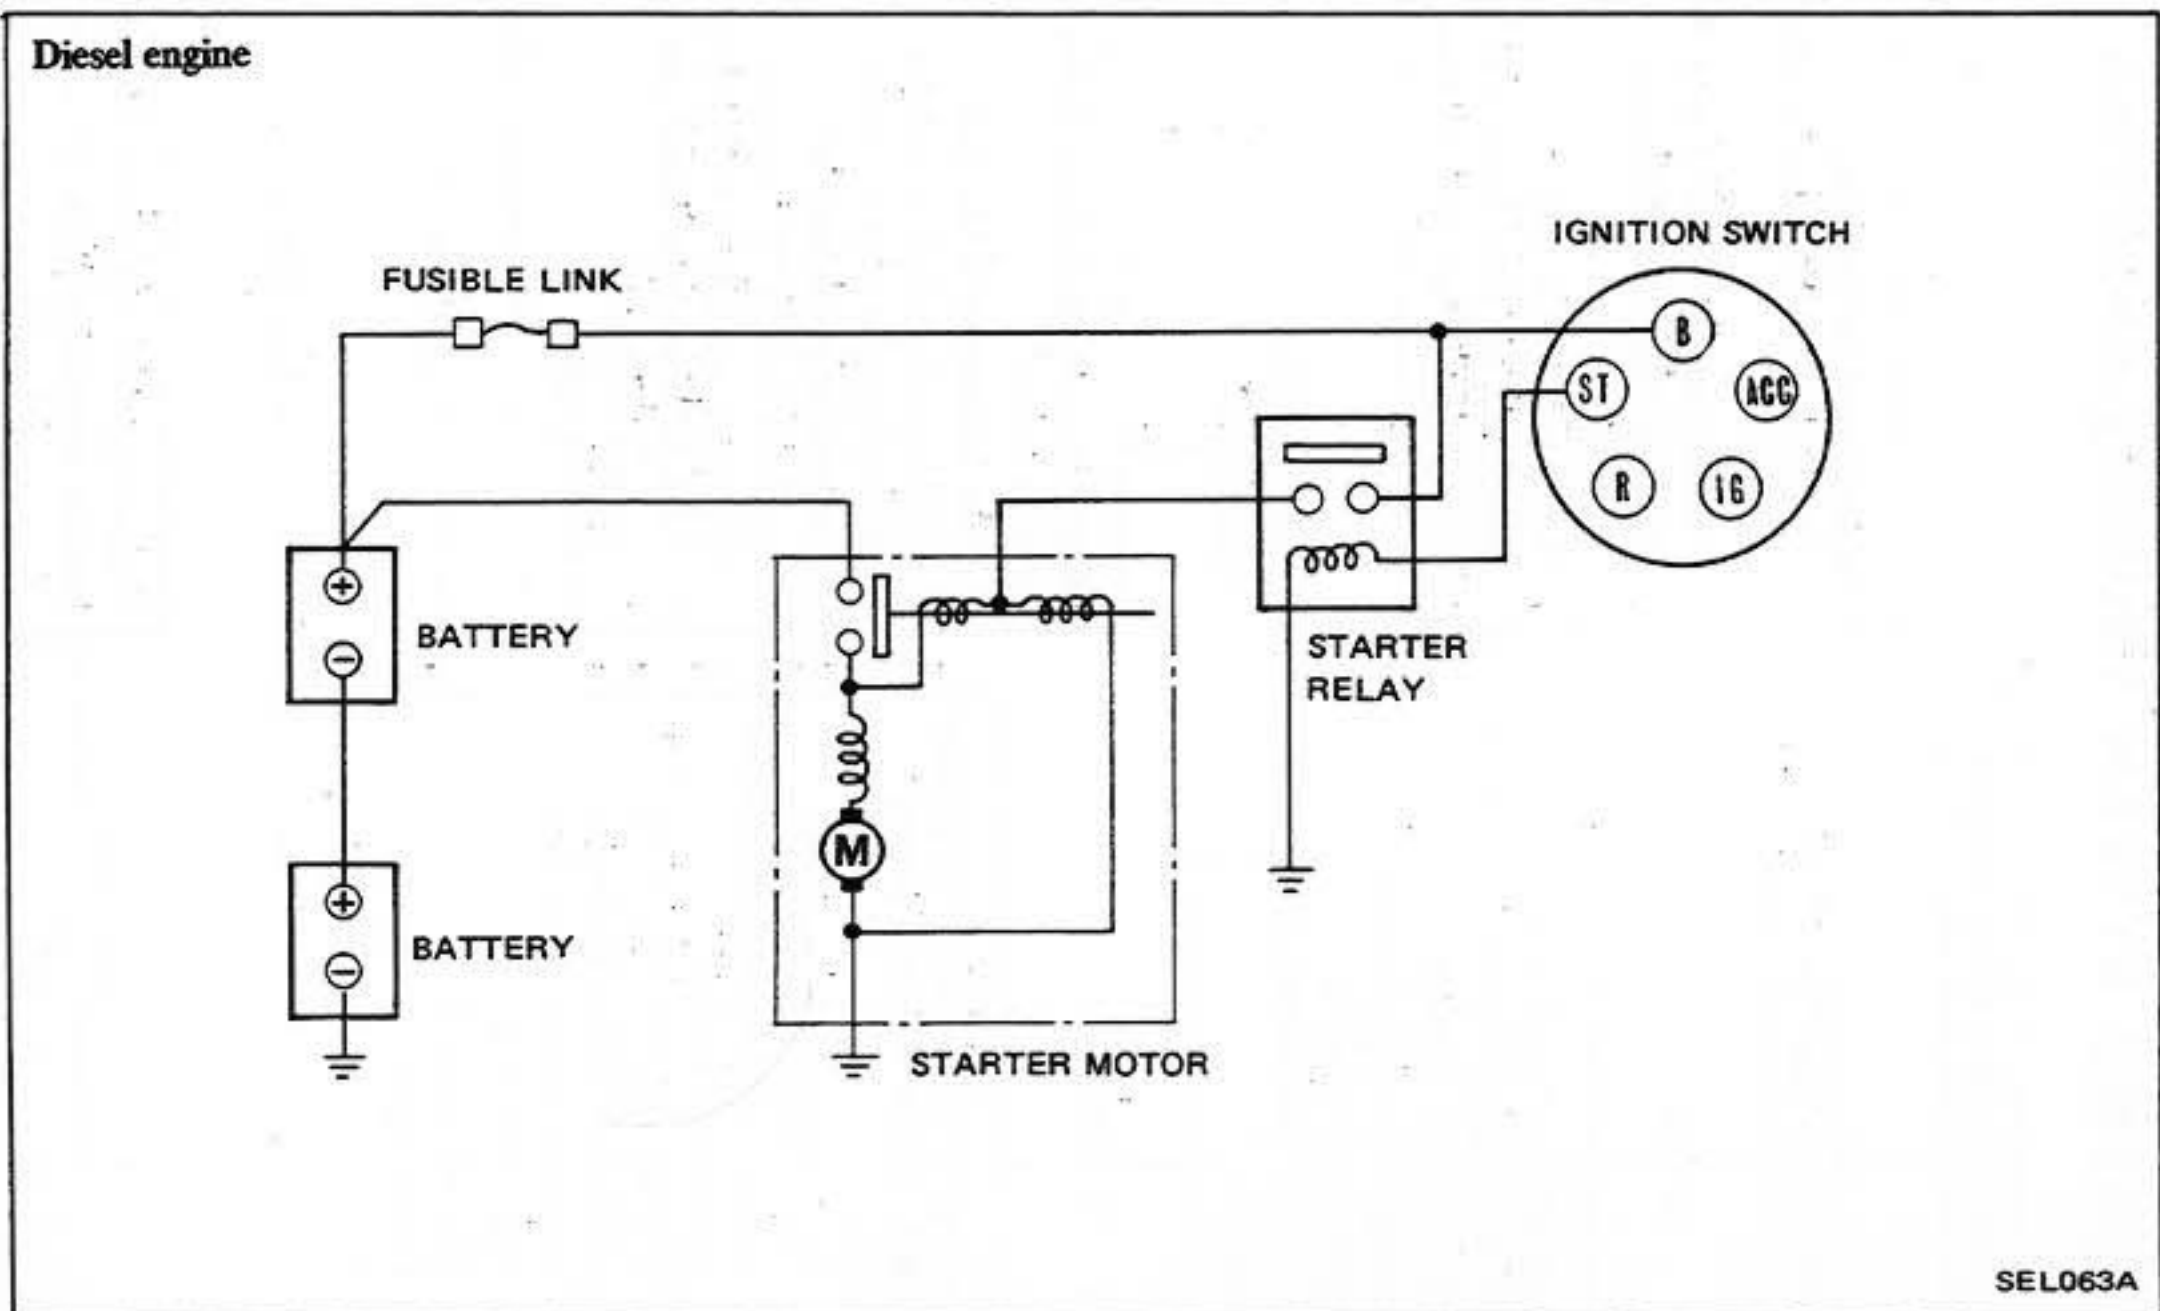 Diesel engine
IGNITION SWITCH
FUSIBLE LINK
B
ST
ACC
R
IG
+
BATTERY
−
STARTER
RELAY
M
+
BATTERY
−
STARTER MOTOR
SEL063A